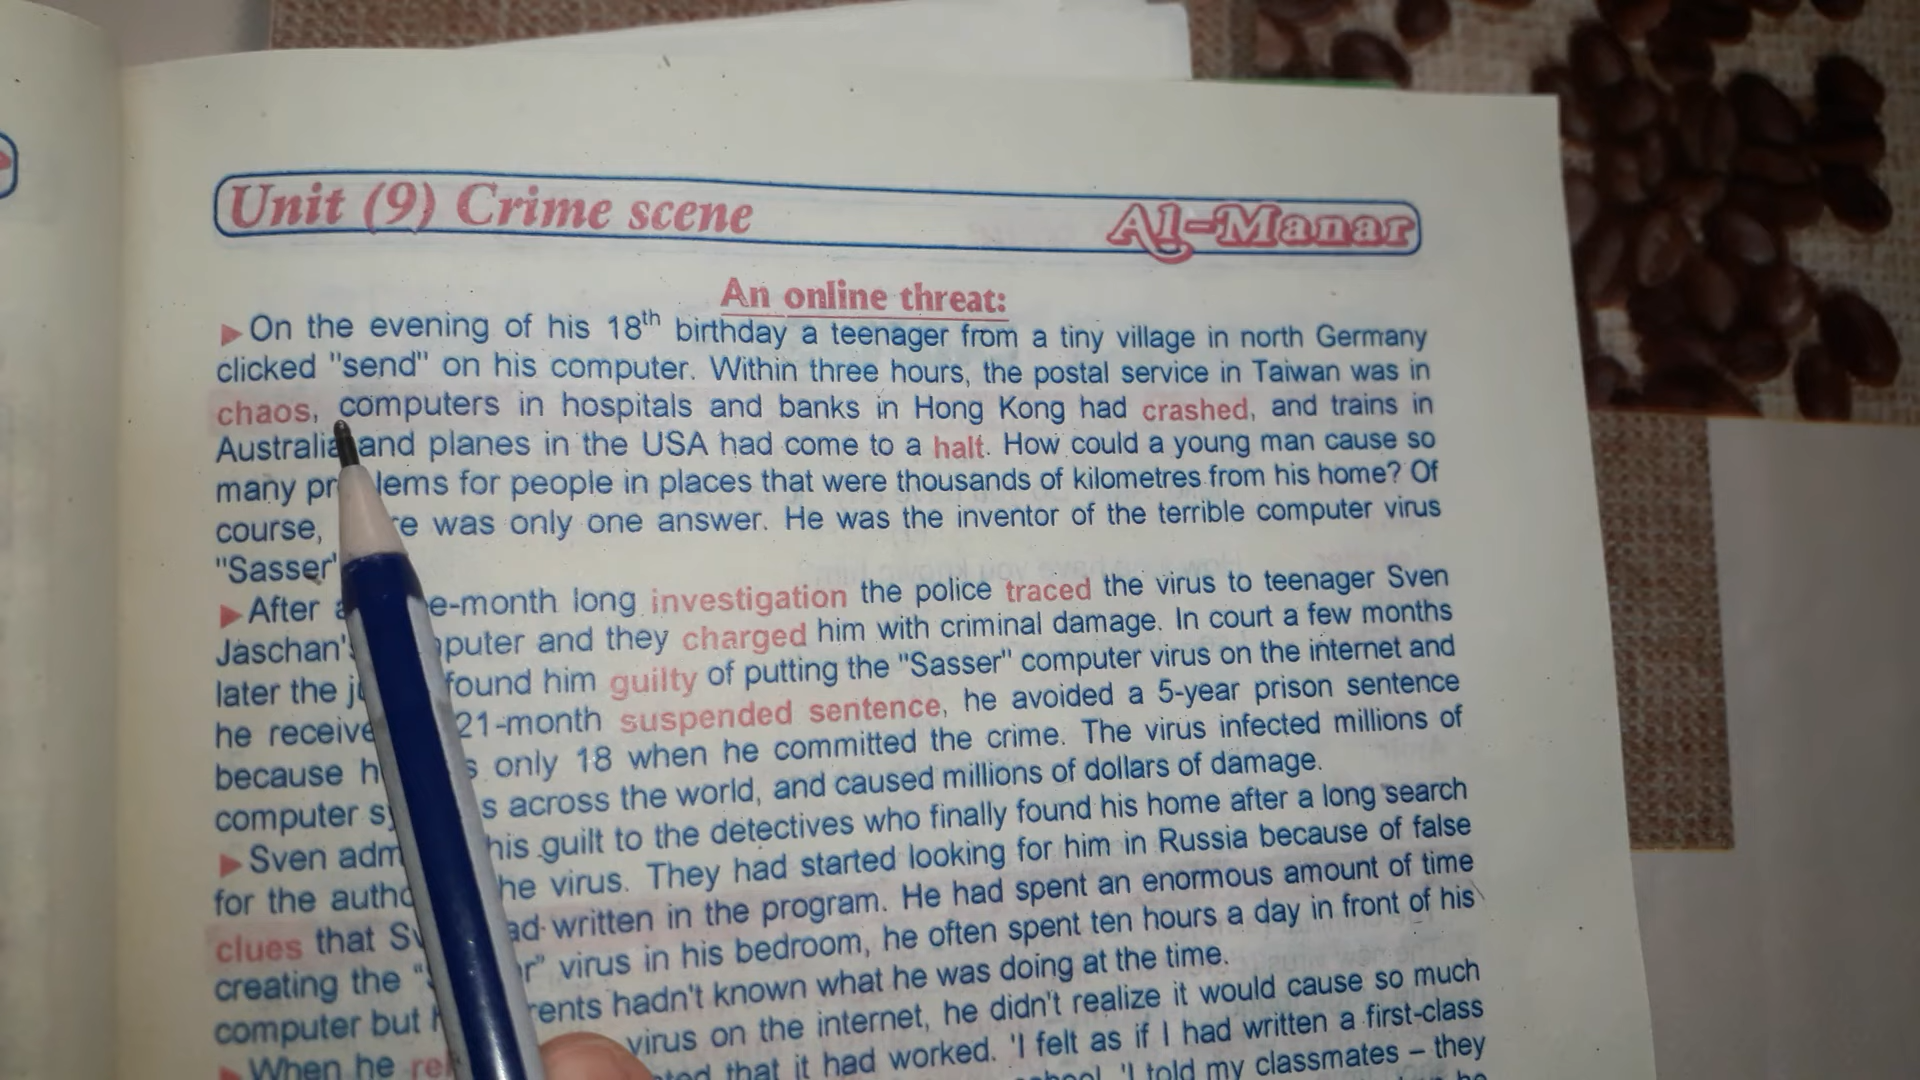 Unit (9) Crime scene Al-Manar
An online threat:
On the evening of his 18th birthday a teenager from a tiny village in north Germany
clicked "send" on his computer. Within three hours, the postal service in Taiwan was in
chaos, computers in hospitals and banks in Hong Kong had crashed, and trains in
Australia and planes in the USA had come to a halt. How could a young man cause so
many pr lems for people in places that were thousands of kilometres from his home? Of
course, re was only one answer. He was the inventor of the terrible computer virus
"Sasser"
After e-month long investigation the police traced the virus to teenager Sven
Jaschan's puter and they charged him with criminal damage. In court a few months
later the found him guilty of putting the "Sasser" computer virus on the internet and
he receive 21-month suspended sentence, he avoided a 5-year prison sentence
because h s only 18 when he committed the crime. The virus infected millions of
computer s across the world, and caused millions of dollars of damage.
Sven adm his guilt to the detectives who finally found his home after a long search
for the autho he virus. They had started looking for him in Russia because of false
clues that Sv ad written in the program. He had spent an enormous amount of time
creating the " r" virus in his bedroom, he often spent ten hours a day in front of his
computer but rents hadn't known what he was doing at the time.
When he rel virus on the internet, he didn't realize it would cause so much
that it had worked. 'I felt as if I had written a first-class
'I told my classmates – they